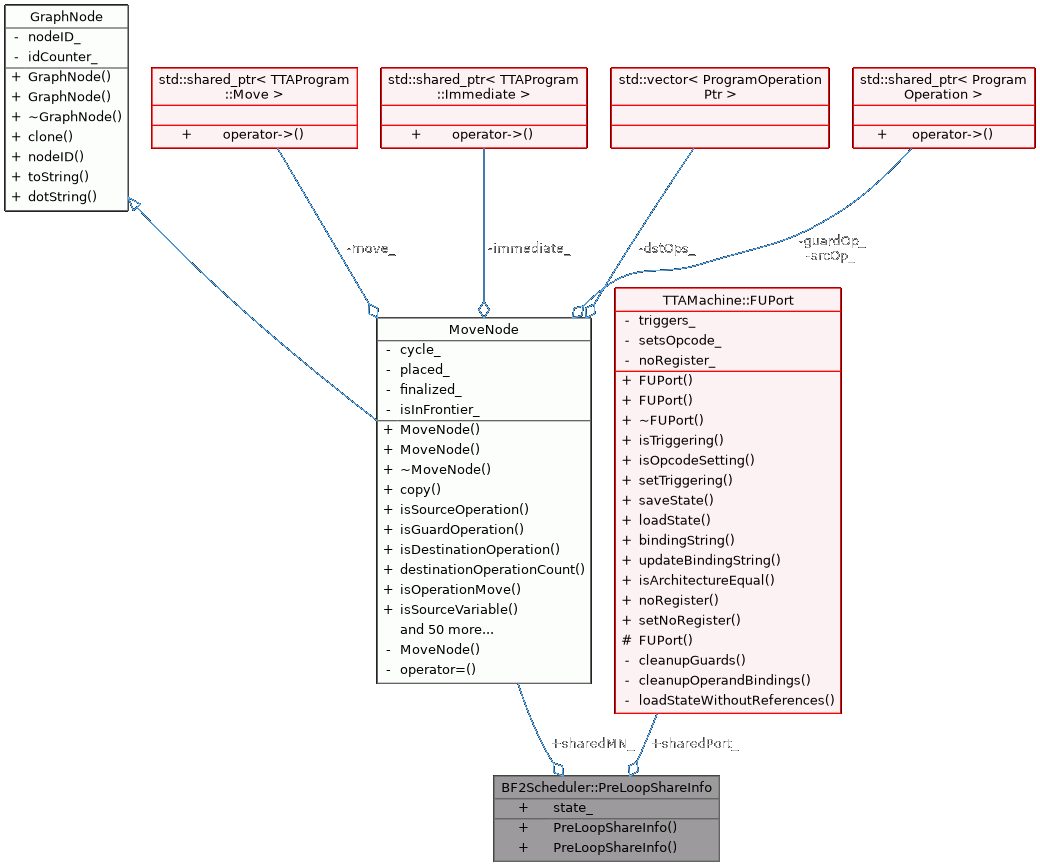 GraphNode
- nodeID_
- idCounter_
+ GraphNode()
+ GraphNode()
+ ~GraphNode()
+ clone()
+ nodeID()
+ toString()
+ dotString()
std::shared_ptr< TTAProgram
::Move >
+ operator->()
std::shared_ptr< TTAProgram
::Immediate >
+ operator->()
std::vector< ProgramOperation
Ptr >
std::shared_ptr< Program
Operation >
+ operator->()
-move_
-immediate_
-dstOps_
-guardOp_
-srcOp_
MoveNode
- cycle_
- placed_
- finalized_
- isInFrontier_
+ MoveNode()
+ MoveNode()
+ ~MoveNode()
+ copy()
+ isSourceOperation()
+ isGuardOperation()
+ isDestinationOperation()
+ destinationOperationCount()
+ isOperationMove()
+ isSourceVariable()
and 50 more...
- MoveNode()
- operator=()
TTAMachine::FUPort
- triggers_
- setsOpcode_
- noRegister_
+ FUPort()
+ FUPort()
+ ~FUPort()
+ isTriggering()
+ isOpcodeSetting()
+ setTriggering()
+ saveState()
+ loadState()
+ bindingString()
+ updateBindingString()
+ isArchitectureEqual()
+ noRegister()
+ setNoRegister()
# FUPort()
- cleanupGuards()
- cleanupOperandBindings()
- loadStateWithoutReferences()
+sharedMN_
+sharedPort_
BF2Scheduler::PreLoopShareInfo
+ state_
+ PreLoopShareInfo()
+ PreLoopShareInfo()